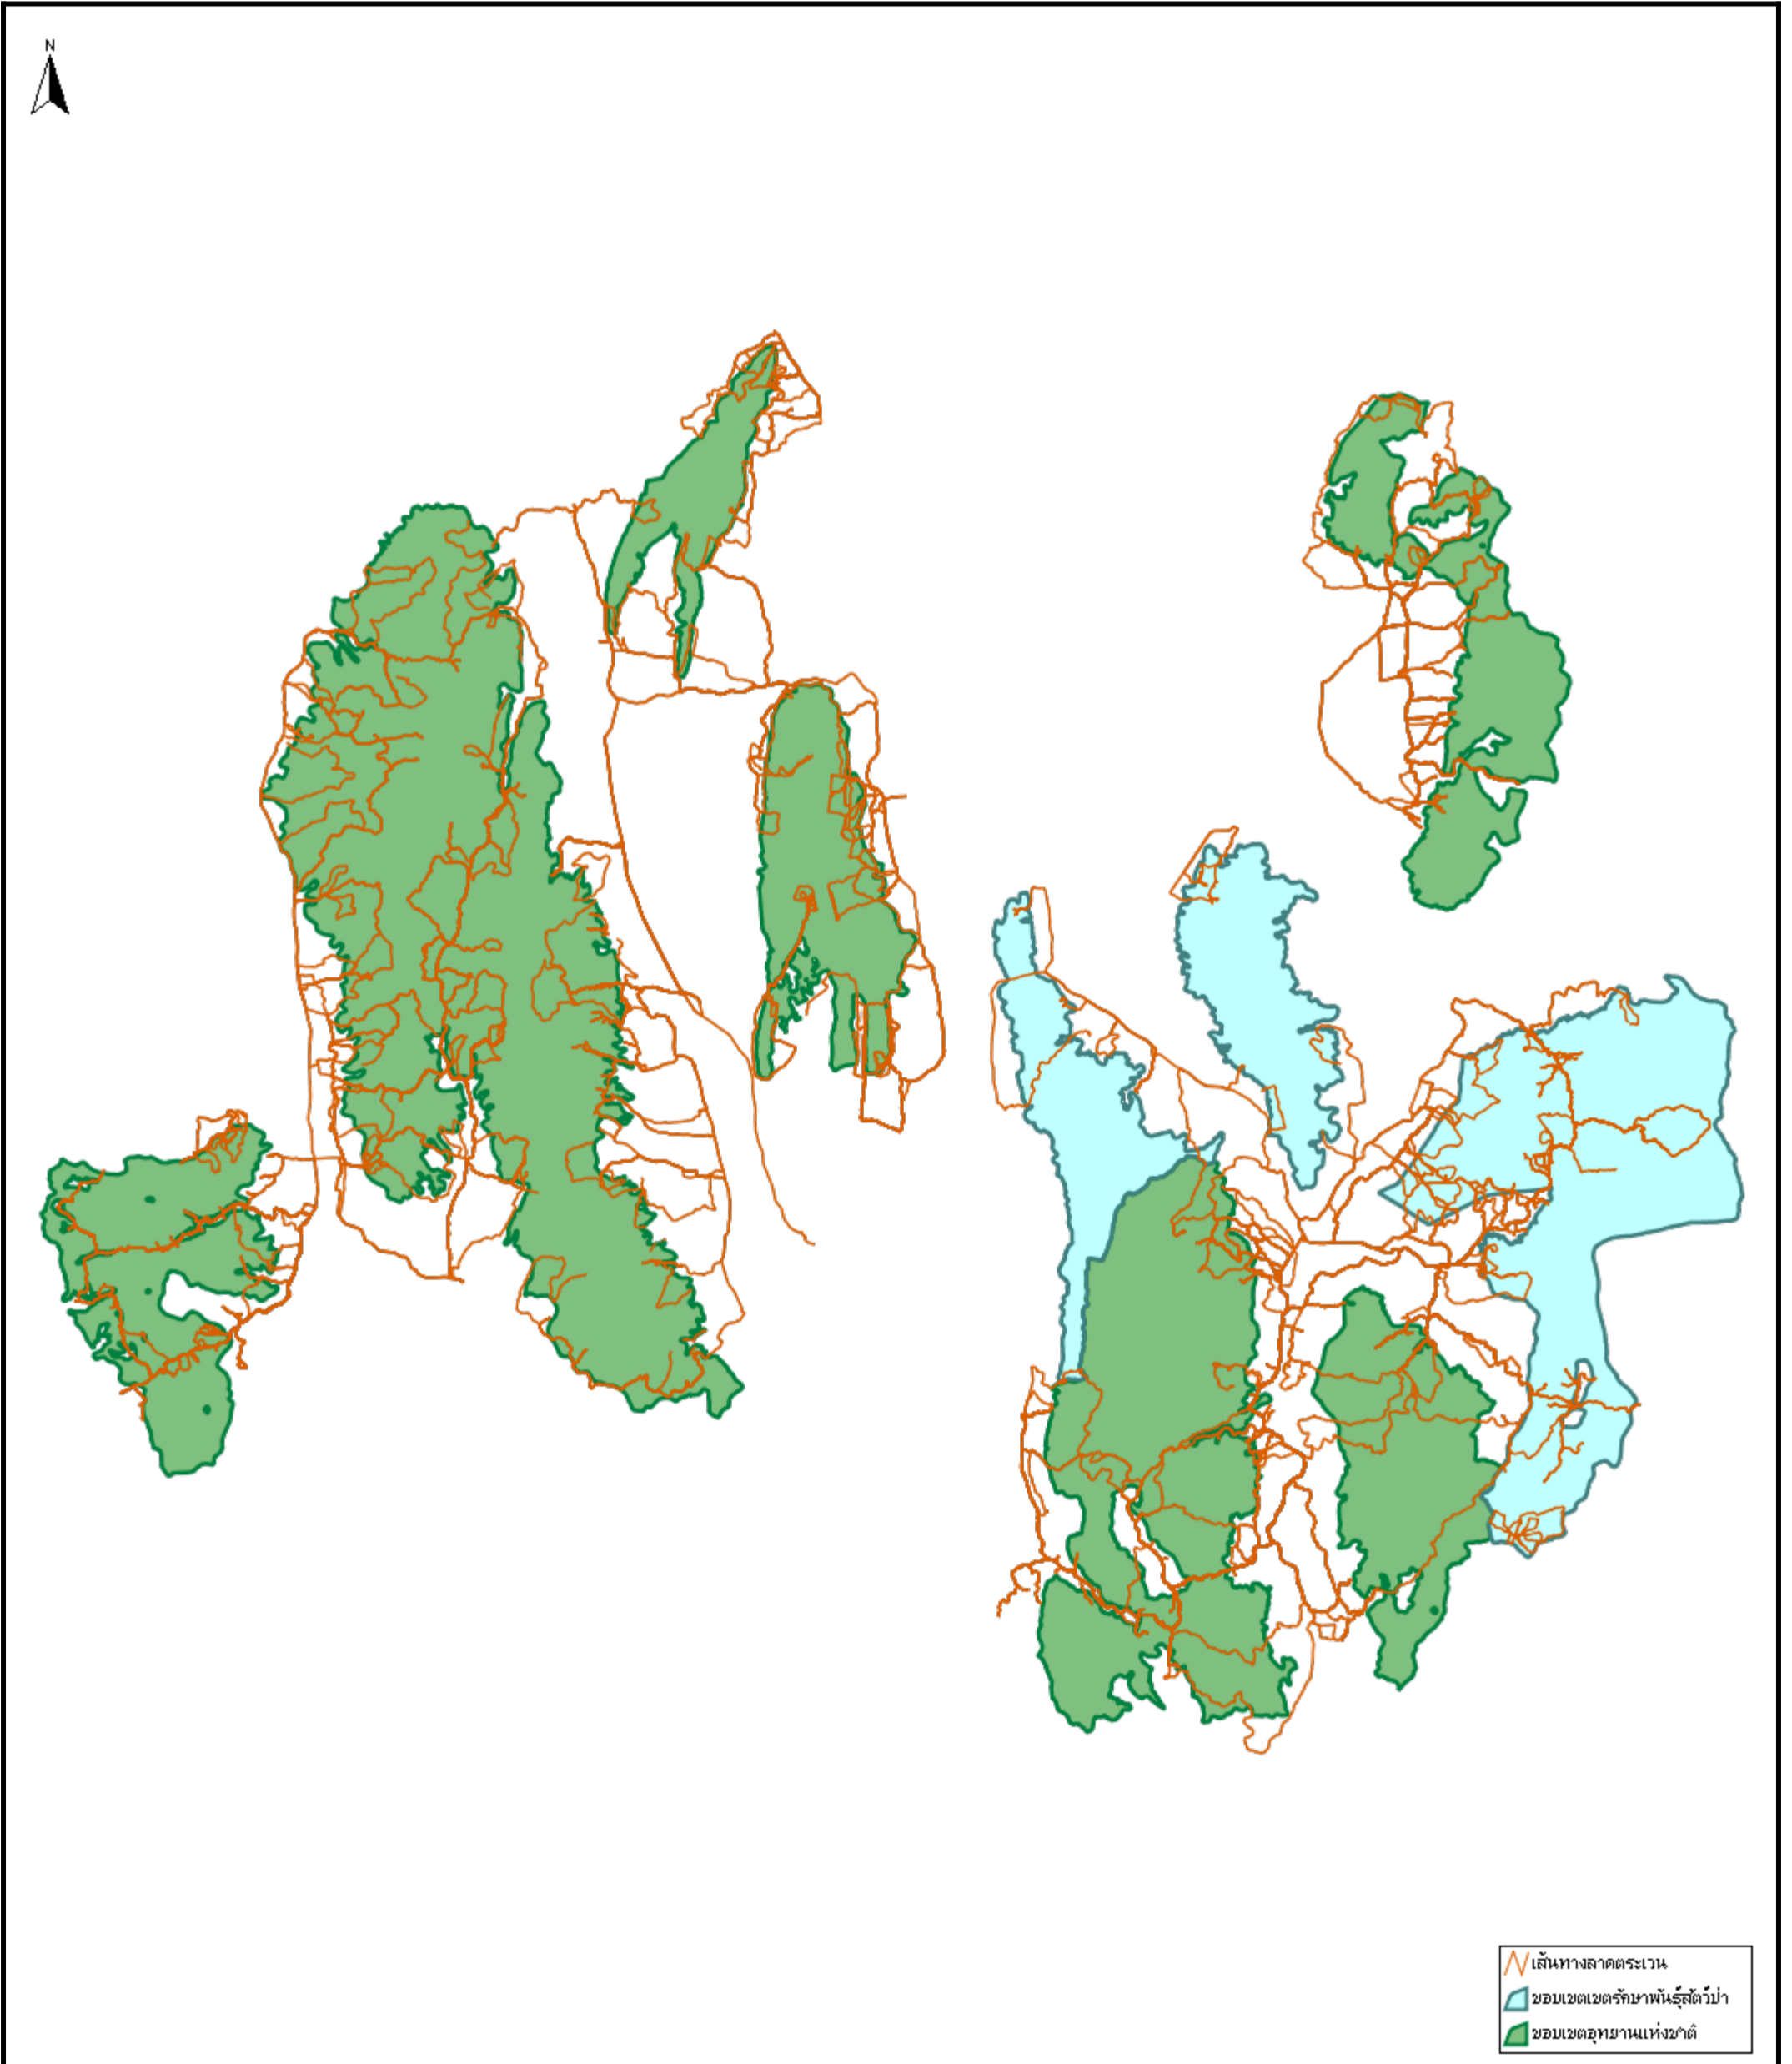 N
เส้นทางลาดตระเวน
ขอบเขตเขตรักษาพันธุ์สัตว์ป่า
ขอบเขตอุทยานแห่งชาติ